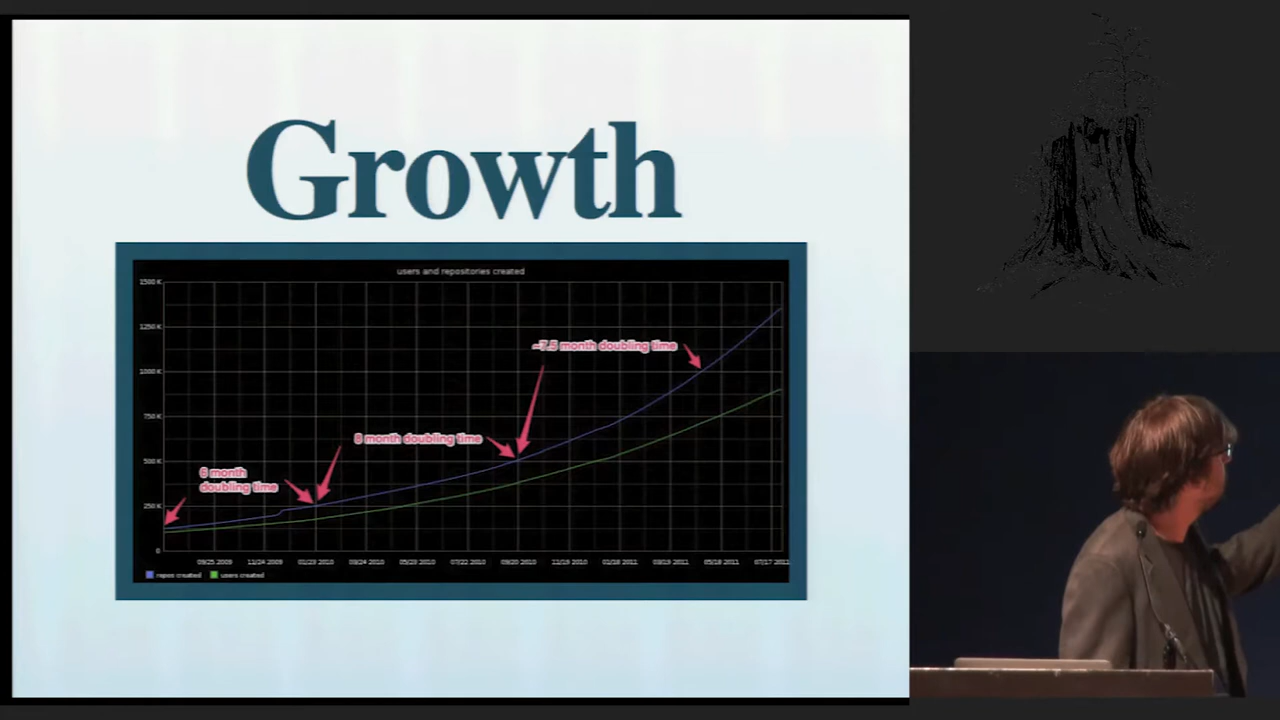 Growth
users and repositories created
1500 K
1250 K
1000 K
750 K
500 K
250 K
0
~7.5 month doubling time
8 month doubling time
6 month
doubling time
09/25 2009 11/24 2009 01/23 2010 03/24 2010 05/23 2010 07/22 2010 09/20 2010 11/19 2010 01/18 2011 03/19 2011 05/18 2011 07/17 2011
repos created users created